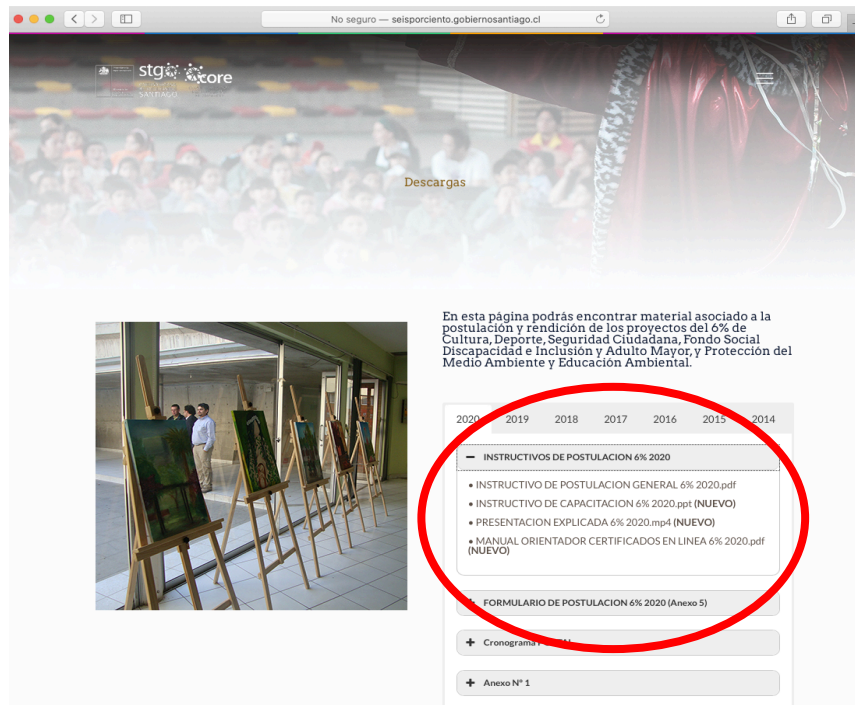 No seguro — seisporciento.gobiernosantiago.cl
stg
core
SANTIAGO
Descargas
En esta página podrás encontrar material asociado a la
postulación y rendición de los proyectos del 6% de
Cultura, Deporte, Seguridad Ciudadana, Fondo Social
Discapacidad e Inclusión y Adulto Mayor, y Protección del
Medio Ambiente y Educación Ambiental.
2020 2019 2018 2017 2016 2015 2014
INSTRUCTIVOS DE POSTULACION 6% 2020
• INSTRUCTIVO DE POSTULACION GENERAL 6% 2020.pdf
• INSTRUCTIVO DE CAPACITACION 6% 2020.ppt (NUEVO)
• PRESENTACION EXPLICADA 6% 2020.mp4 (NUEVO)
• MANUAL ORIENTADOR CERTIFICADOS EN LINEA 6% 2020.pdf
(NUEVO)
FORMULARIO DE POSTULACION 6% 2020 (Anexo 5)
Cronograma
Anexo Nº 1